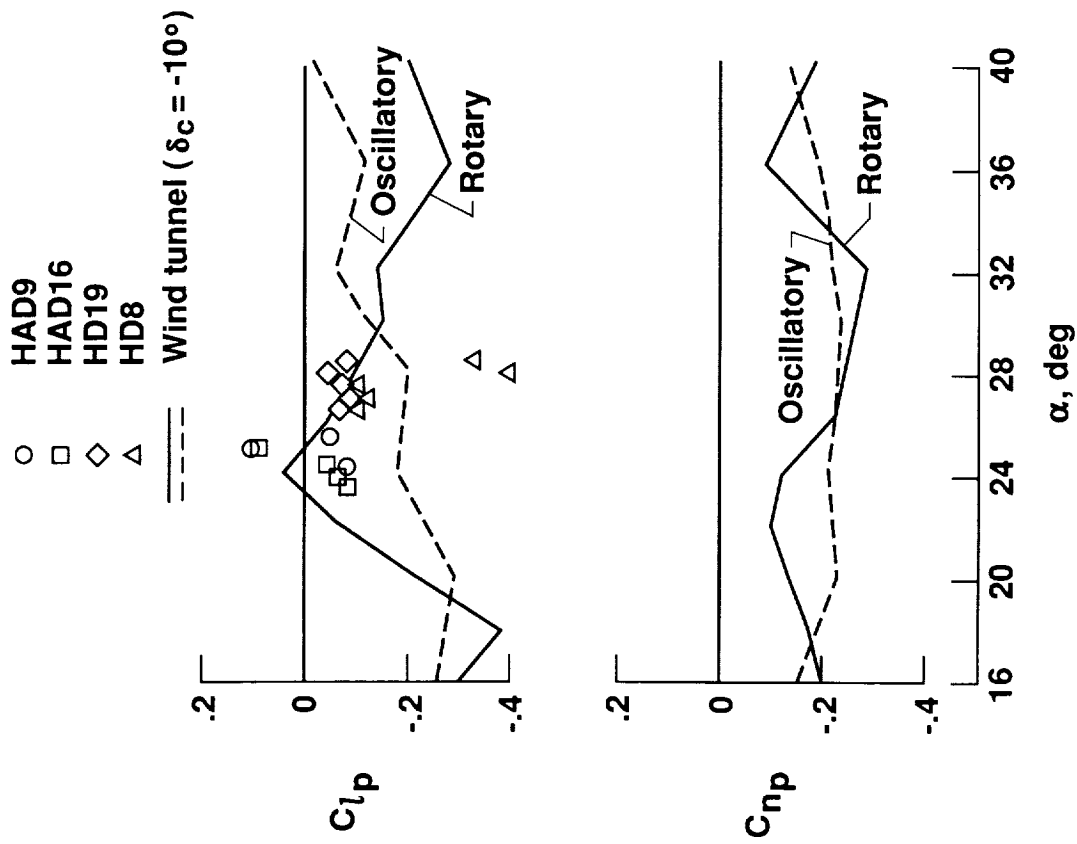 HAD9
HAD16
HD19
HD8
Wind tunnel ( δc = -10°)
.2
0
-.2
-.4
Clp
Oscillatory
Rotary
.2
0
-.2
-.4
Cnp
Oscillatory
Rotary
16 20 24 28 32 36 40
α, deg